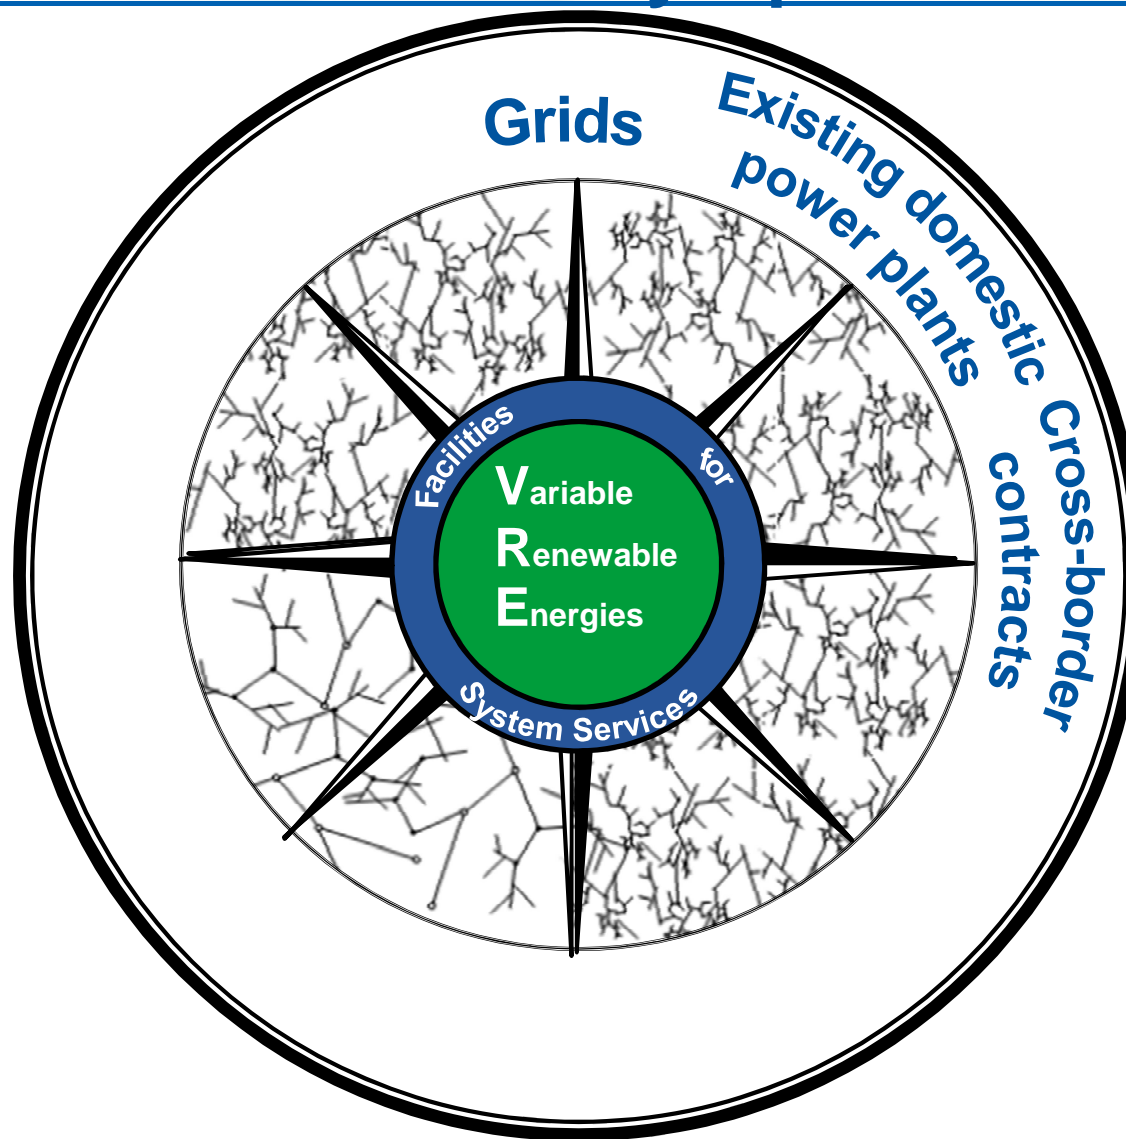 Grids
Existing domestic
power plants
Cross-border
contracts
Facilities for
System Services
Variable
Renewable
Energies